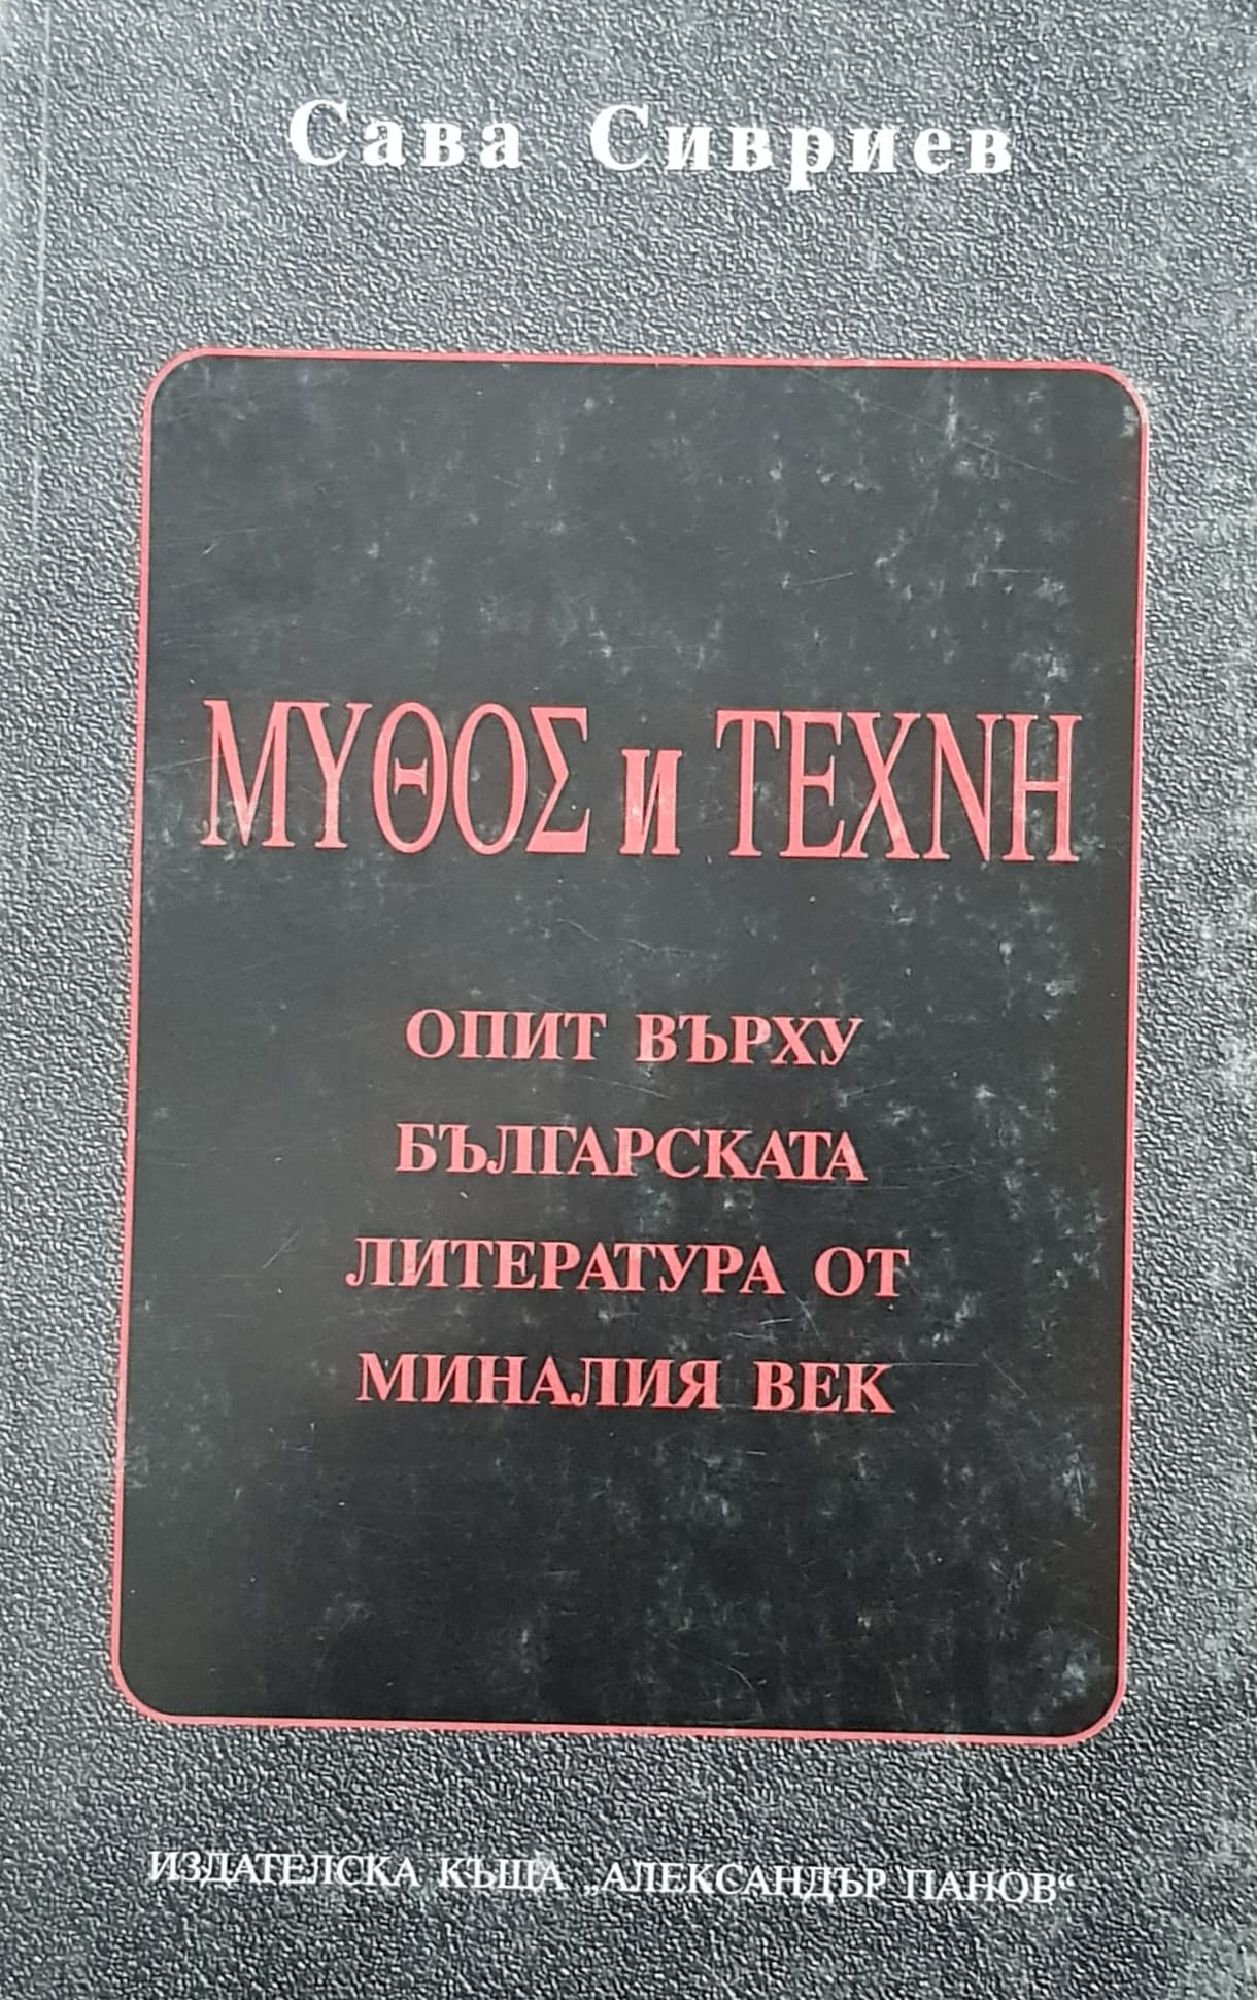 Сава Сивриев
ΜΥΘΟΣ и ΤΕΧΝΗ
ОПИТ ВЪРХУ
БЪЛГАРСКАТА
ЛИТЕРАТУРА ОТ
МИНАЛИЯ ВЕК
ИЗДАТЕЛСКА КЪЩА „АЛЕКСАНДЪР ПАНОВ“